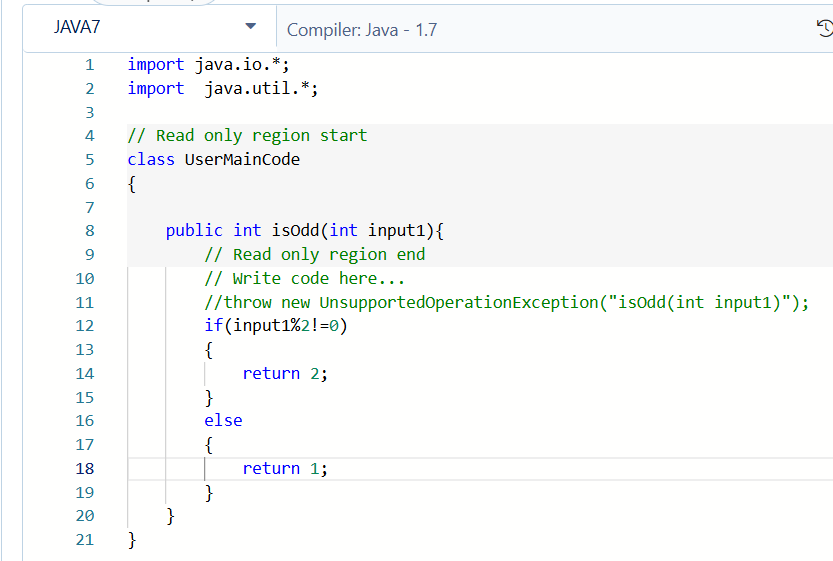 JAVA7
Compiler: Java - 1.7
1 import java.io.*;
2 import  java.util.*;
3
4 // Read only region start
5 class UserMainCode
6 {
7
8     public int isOdd(int input1){
9         // Read only region end
10         // Write code here...
11         //throw new UnsupportedOperationException("isOdd(int input1)");
12         if(input1%2!=0)
13         {
14             return 2;
15         }
16         else
17         {
18             return 1;
19         }
20     }
21 }